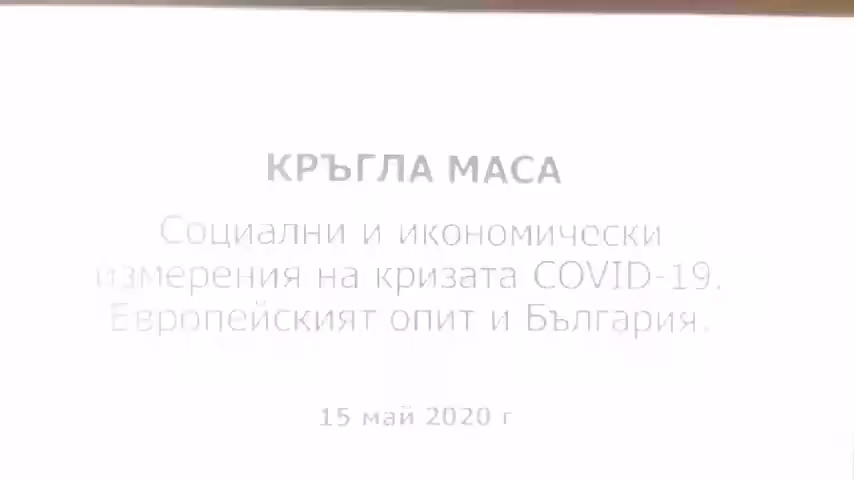 КРЪГЛА МАСА
Социални и икономически
измерения на кризата COVID-19.
Европейският опит и България.
15 май 2020 г